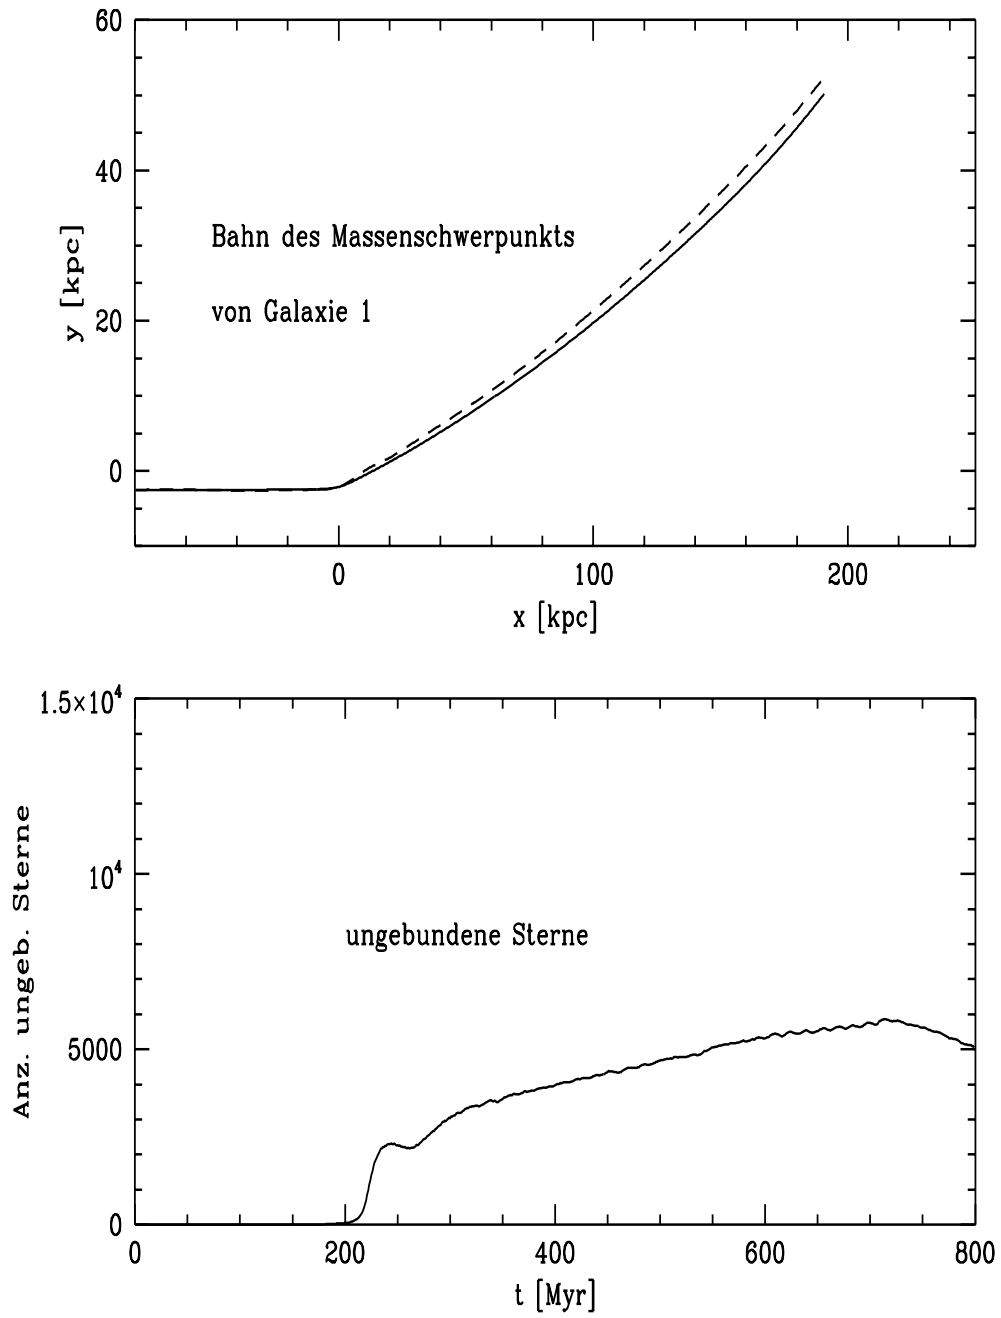 60
40
20
0
y [kpc]
Bahn des Massenschwerpunkts
von Galaxie 1
0 100 200
x [kpc]
1.5×10⁴
10⁴
5000
0
Anz. ungeb. Sterne
ungebundene Sterne
0 200 400 600 800
t [Myr]